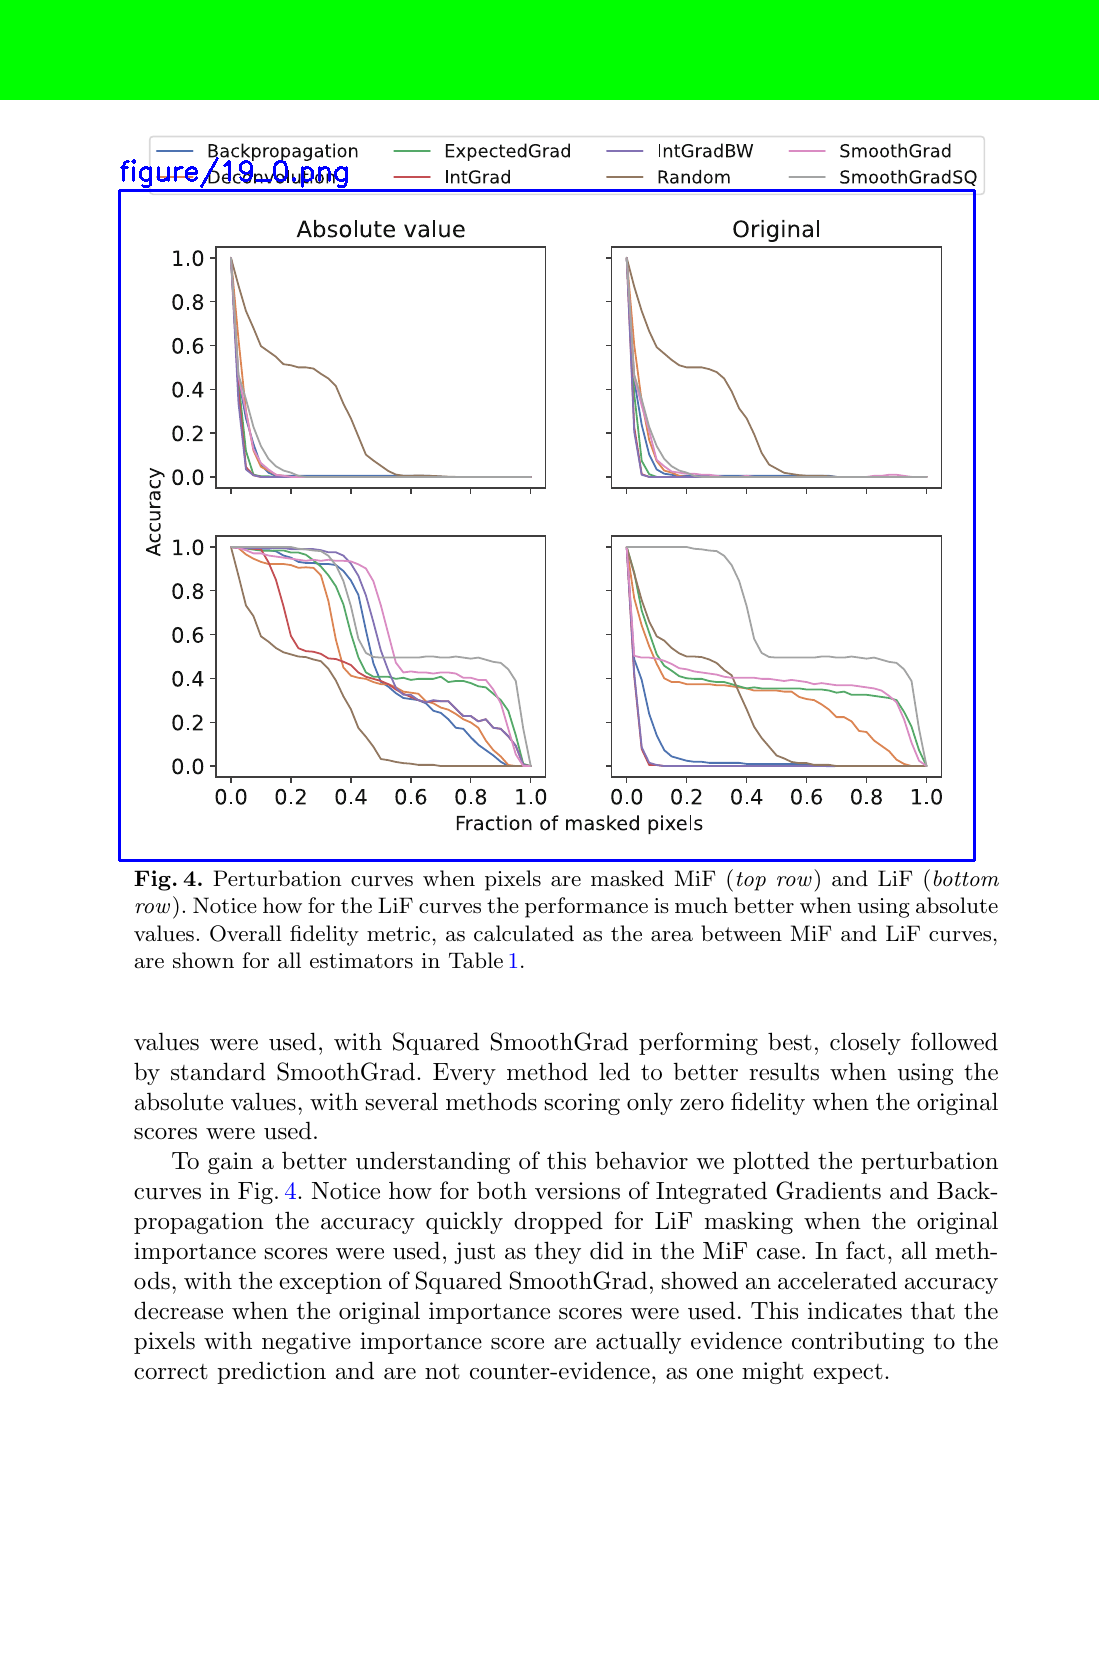 Backpropagation ExpectedGrad IntGradBW SmoothGrad
figure/19_0.png
Deconvolution IntGrad Random SmoothGradSQ
Absolute value Original
1.0
0.8
0.6
0.4
0.2
0.0
Accuracy
1.0
0.8
0.6
0.4
0.2
0.0
0.0 0.2 0.4 0.6 0.8 1.0 0.0 0.2 0.4 0.6 0.8 1.0
Fraction of masked pixels
Fig. 4. Perturbation curves when pixels are masked MiF (top row) and LiF (bottom
row). Notice how for the LiF curves the performance is much better when using absolute
values. Overall fidelity metric, as calculated as the area between MiF and LiF curves,
are shown for all estimators in Table 1.
values were used, with Squared SmoothGrad performing best, closely followed
by standard SmoothGrad. Every method led to better results when using the
absolute values, with several methods scoring only zero fidelity when the original
scores were used.
To gain a better understanding of this behavior we plotted the perturbation
curves in Fig. 4. Notice how for both versions of Integrated Gradients and Back-
propagation the accuracy quickly dropped for LiF masking when the original
importance scores were used, just as they did in the MiF case. In fact, all meth-
ods, with the exception of Squared SmoothGrad, showed an accelerated accuracy
decrease when the original importance scores were used. This indicates that the
pixels with negative importance score are actually evidence contributing to the
correct prediction and are not counter-evidence, as one might expect.